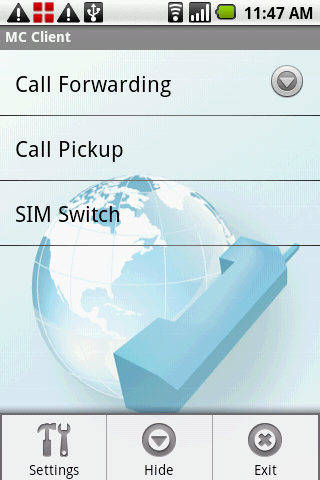 11:47 AM
MC Client
Call Forwarding
Call Pickup
SIM Switch
Settings Hide Exit